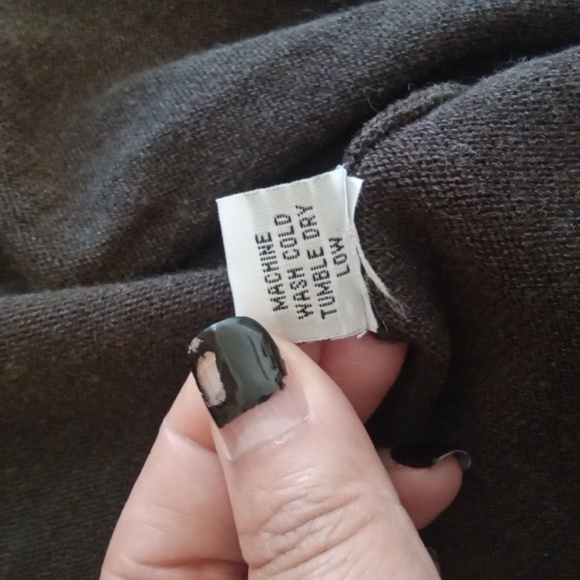 MACHINE
WASH COLD
TUMBLE DRY
LOW